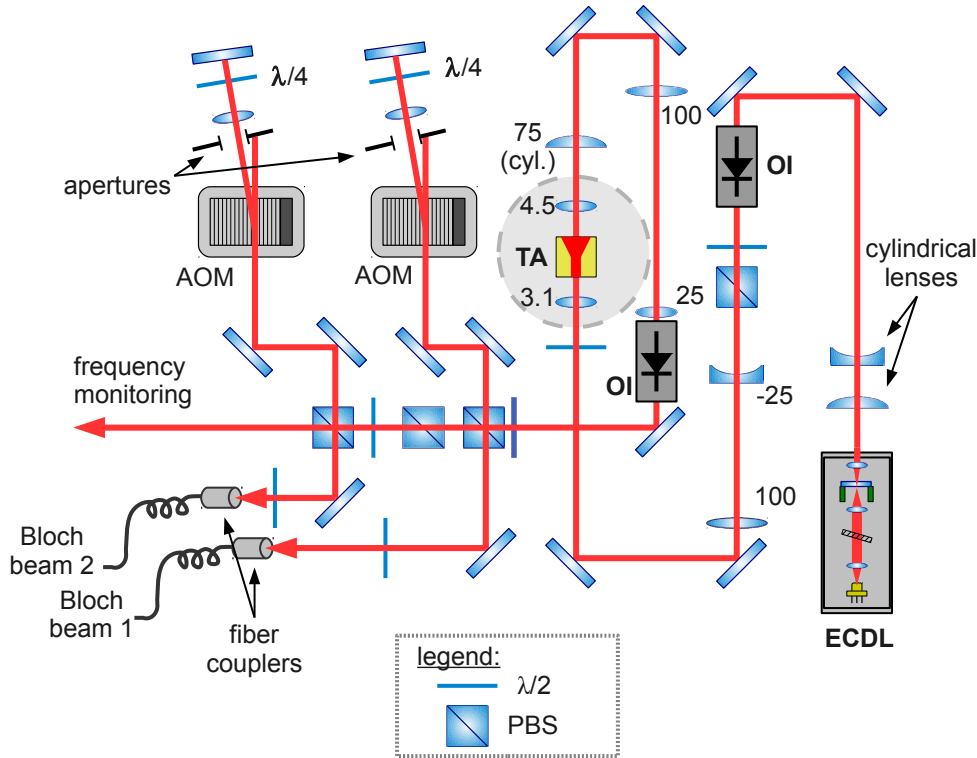 λ/4
λ/4
apertures
AOM
AOM
75
(cyl.)
4.5
TA
3.1
100
25
OI
OI
-25
100
cylindrical
lenses
ECDL
frequency
monitoring
Bloch
beam 2
Bloch
beam 1
fiber
couplers
legend:
λ/2
PBS